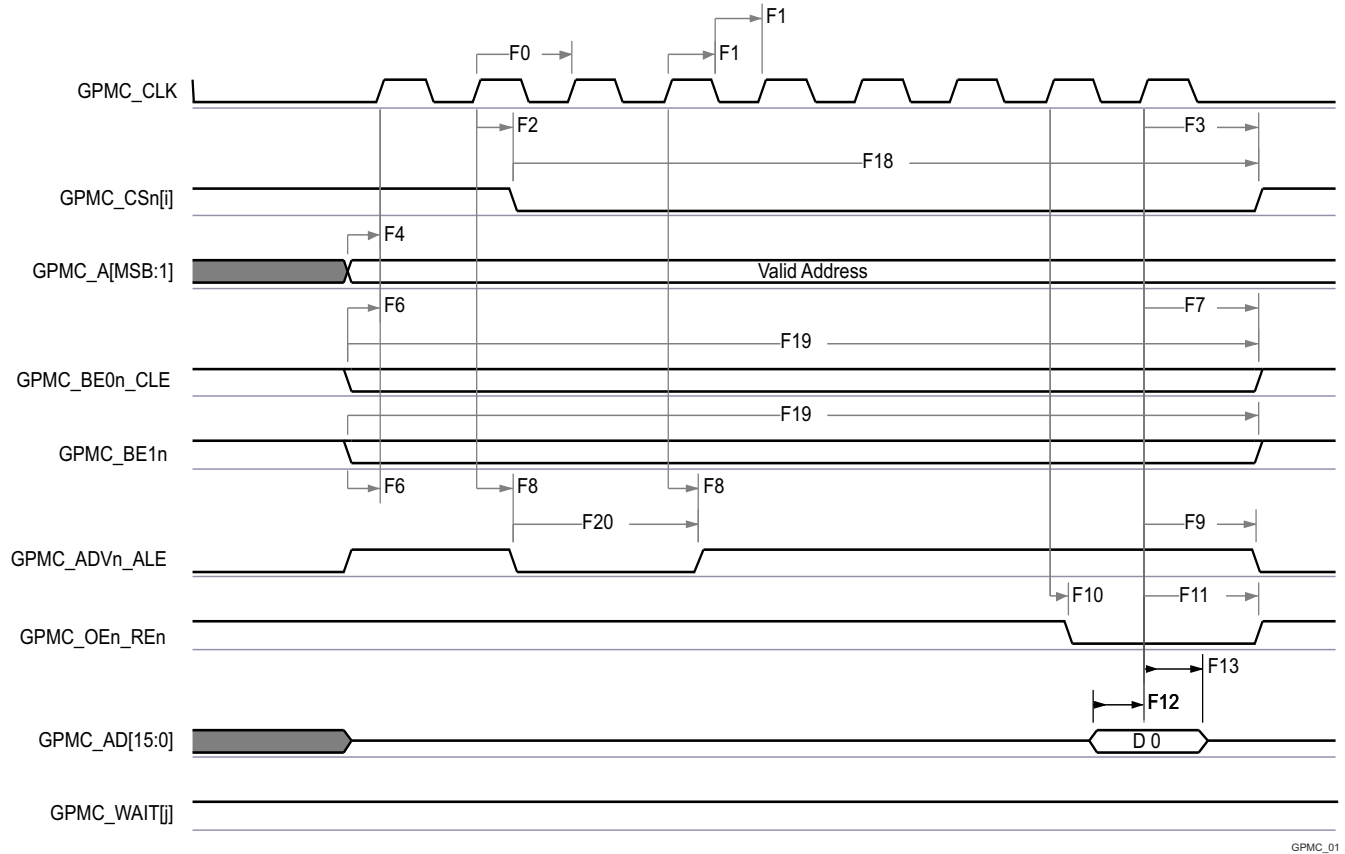 F1
F0
F1
GPMC_CLK
F2
F3
F18
GPMC_CSn[i]
F4
GPMC_A[MSB:1]
Valid Address
F6
F7
F19
GPMC_BE0n_CLE
F19
GPMC_BE1n
F6
F8
F8
F20
F9
GPMC_ADVn_ALE
F10
F11
GPMC_OEn_REn
F13
F12
GPMC_AD[15:0]
D 0
GPMC_WAIT[j]
GPMC_01